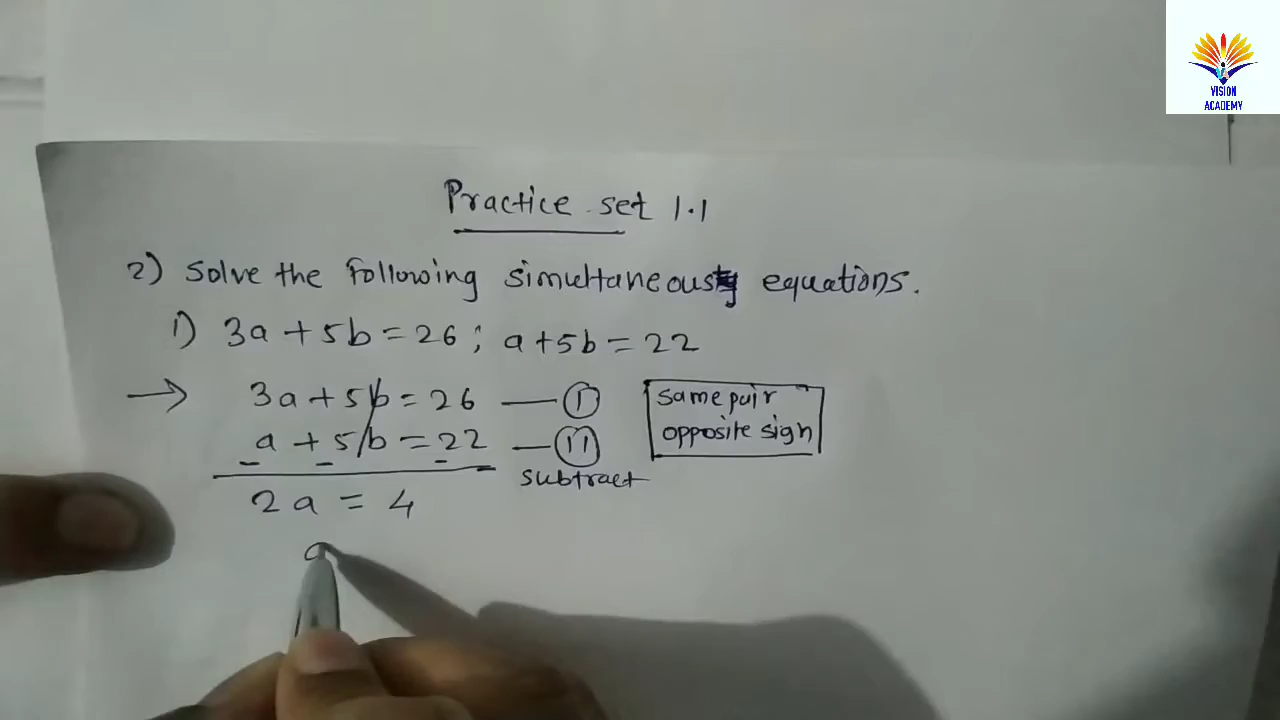 VISION
ACADEMY
Practice set 1.1
2) Solve the following simultaneous equations.
1) 3a + 5b = 26 ; a + 5b = 22
→ 3a + 5b = 26 — I
a + 5b = 22 — II
- - -
subtract
same pair
opposite sign
2a = 4
a